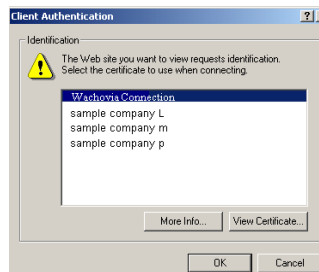 Client Authentication
Identification
The Web site you want to view requests identification.
Select the certificate to use when connecting.
Wachovia Connection
sample company L
sample company m
sample company p
More Info...
View Certificate...
OK
Cancel